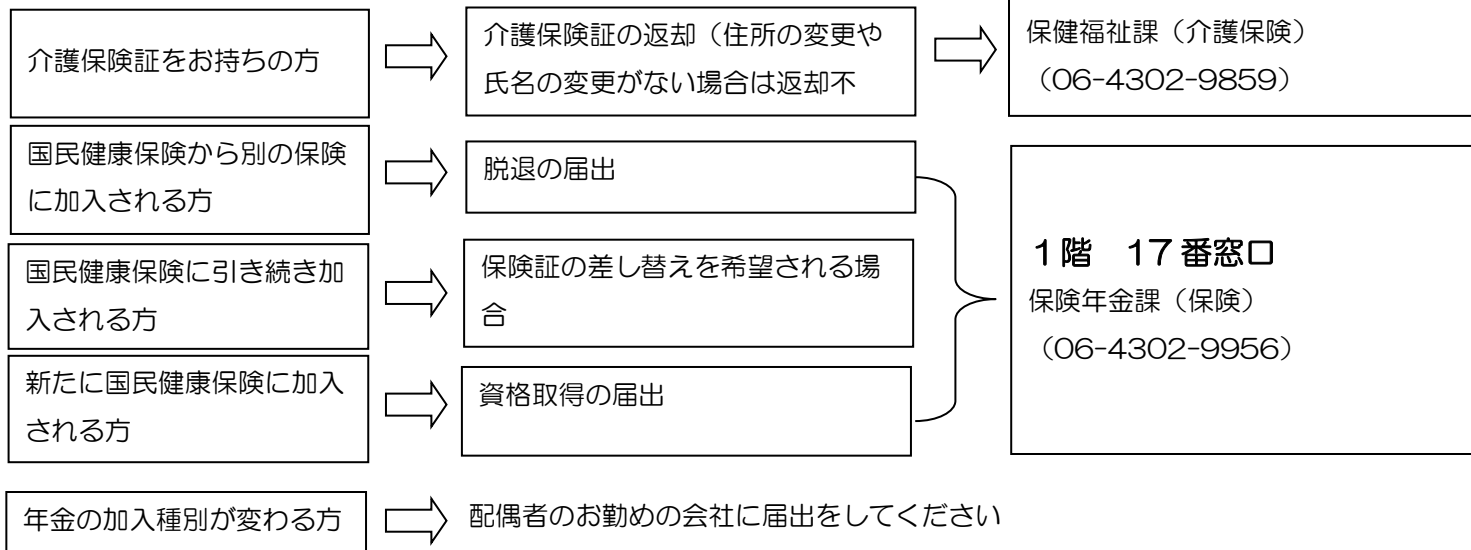 介護保険証をお持ちの方
介護保険証の返却（住所の変更や
氏名の変更がない場合は返却不
保健福祉課（介護保険）
（06-4302-9859）
国民健康保険から別の保険
に加入される方
脱退の届出
国民健康保険に引き続き加
入される方
保険証の差し替えを希望される場
合
新たに国民健康保険に加入
される方
資格取得の届出
１階　17番窓口
保険年金課（保険）
（06-4302-9956）
年金の加入種別が変わる方
配偶者のお勤めの会社に届出をしてください